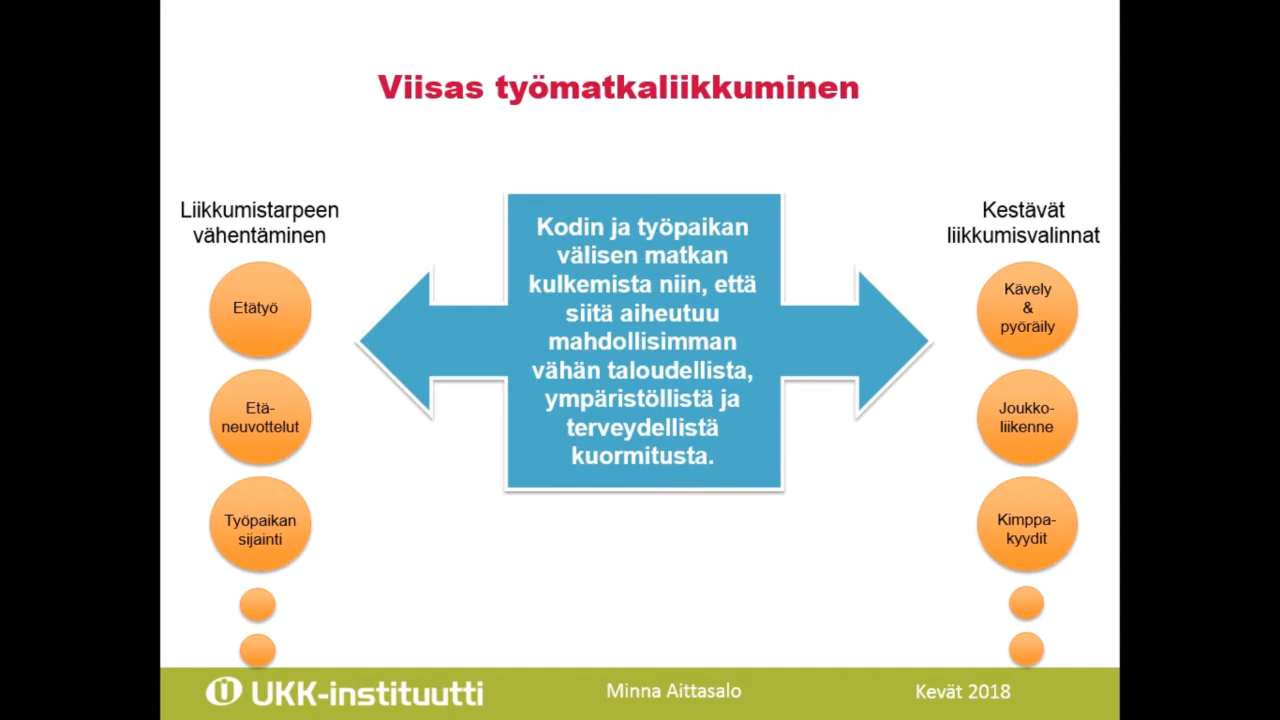 Viisas työmatkaliikkuminen
Liikkumistarpeen
vähentäminen
Etätyö
Etä-
neuvottelut
Työpaikan
sijainti
Kodin ja työpaikan
välisen matkan
kulkemista niin, että
siitä aiheutuu
mahdollisimman
vähän taloudellista,
ympäristöllistä ja
terveydellistä
kuormitusta.
Kestävät
liikkumisvalinnat
Kävely
&
pyöräily
Joukko-
liikenne
Kimppa-
kyydit
UKK-instituutti
Minna Aittasalo
Kevät 2018